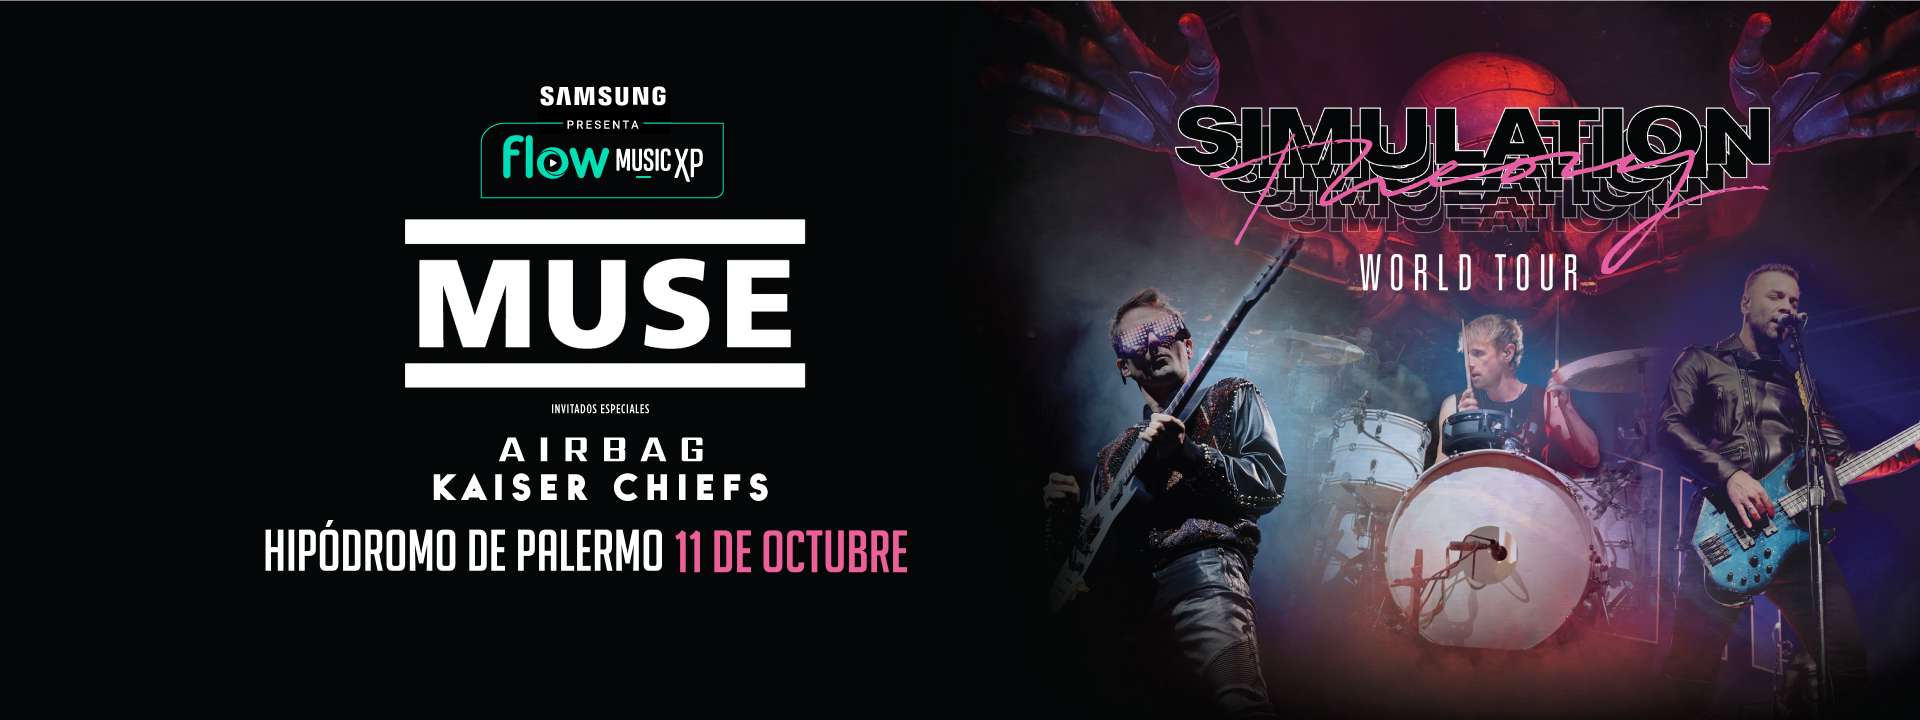 SAMSUNG
PRESENTA
flow MUSIC XP
MUSE
INVITADOS ESPECIALES
AIRBAG
KAISER CHIEFS
HIPÓDROMO DE PALERMO 11 DE OCTUBRE
SIMULATION
Theory
SIMULATION
SIMULATION
SIMULATION
WORLD TOUR